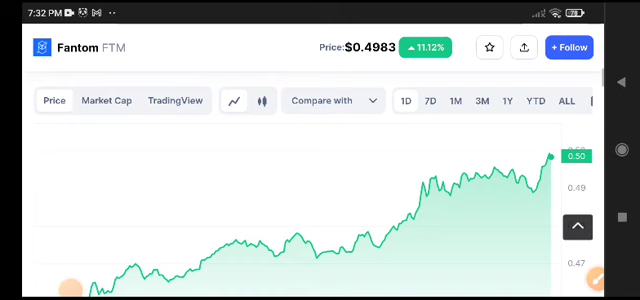 7:32 PM
78
Fantom FTM
Price: $0.4983 11.12%
+ Follow
Price Market Cap TradingView
Compare with
1D 7D 1M 3M 1Y YTD ALL
0.50
0.49
0.47